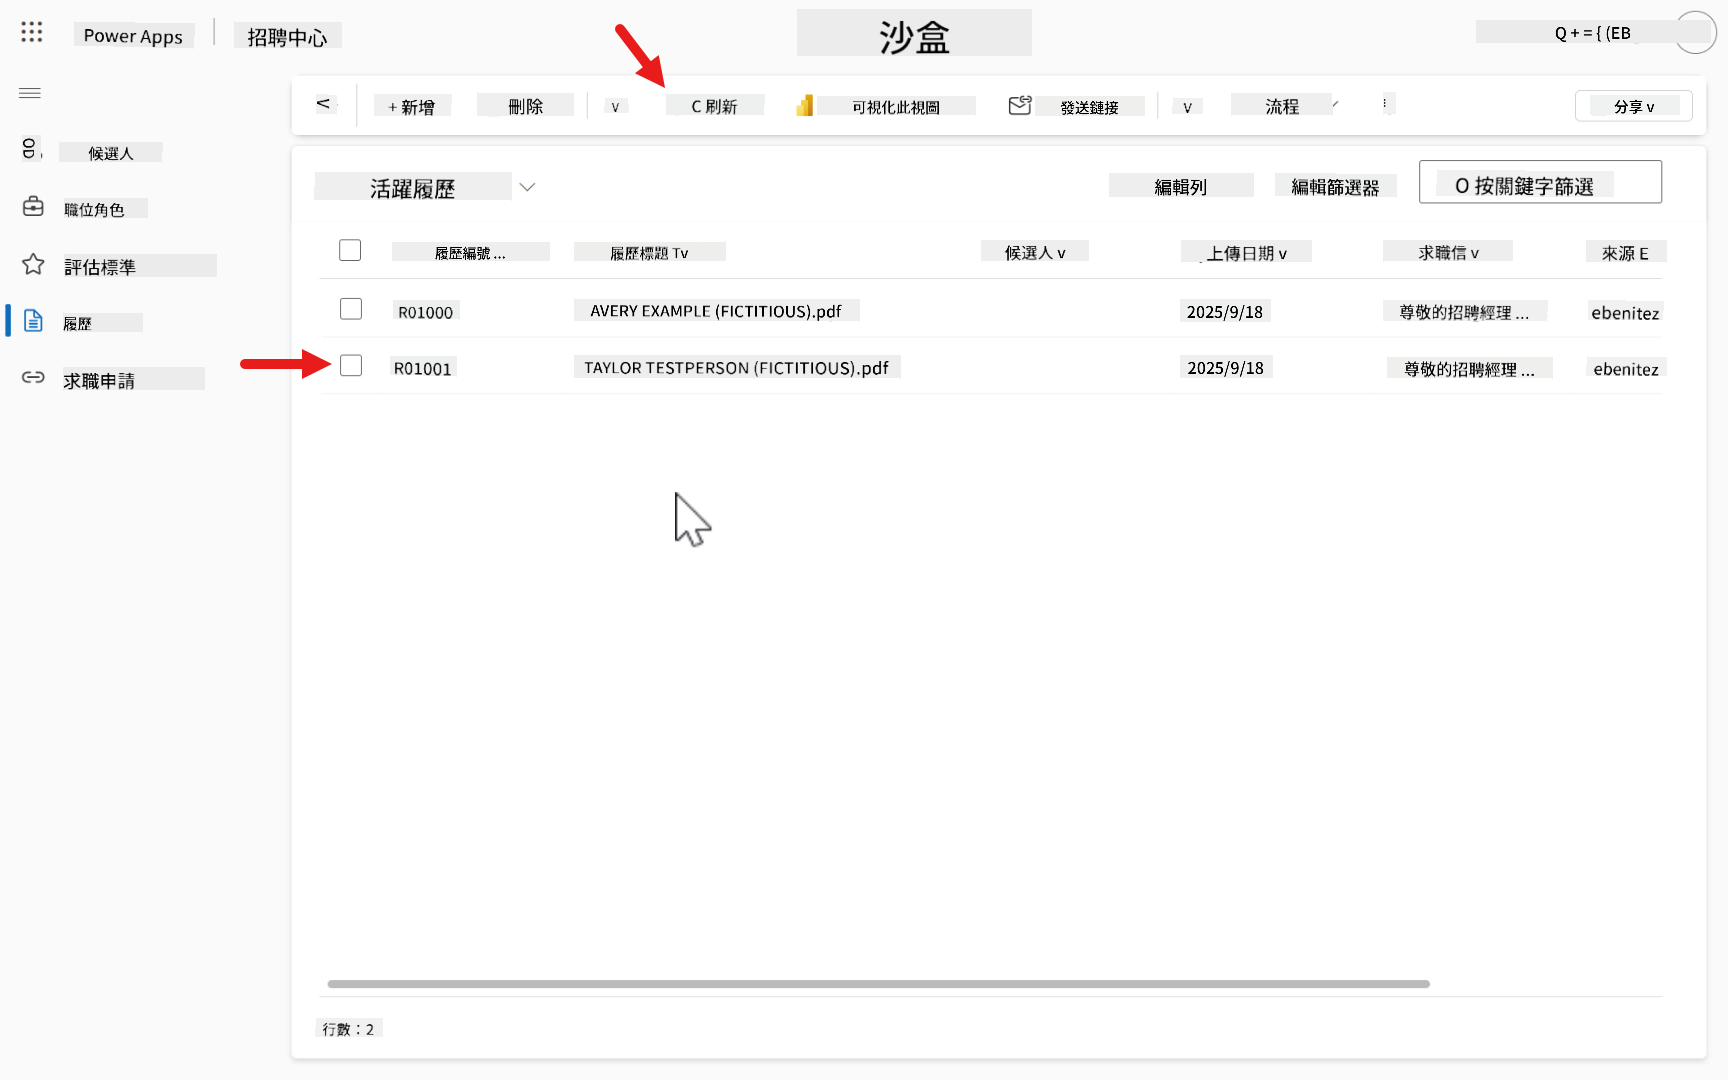 Power Apps
招聘中心
沙盒
Q + = { (EB
<
+ 新增
刪除
v
C 刷新
可視化此視圖
發送鏈接
v
流程
分享 v
候選人
職位角色
評估標準
履歷
求職申請
活躍履歷
編輯列
編輯篩選器
O 按關鍵字篩選
履歷編號 ...
履歷標題 Tv
候選人 v
上傳日期 v
求職信 v
來源 E
R01000
AVERY EXAMPLE (FICTITIOUS).pdf
2025/9/18
尊敬的招聘經理 ...
ebenitez
R01001
TAYLOR TESTPERSON (FICTITIOUS).pdf
2025/9/18
尊敬的招聘經理 ...
ebenitez
行數：2